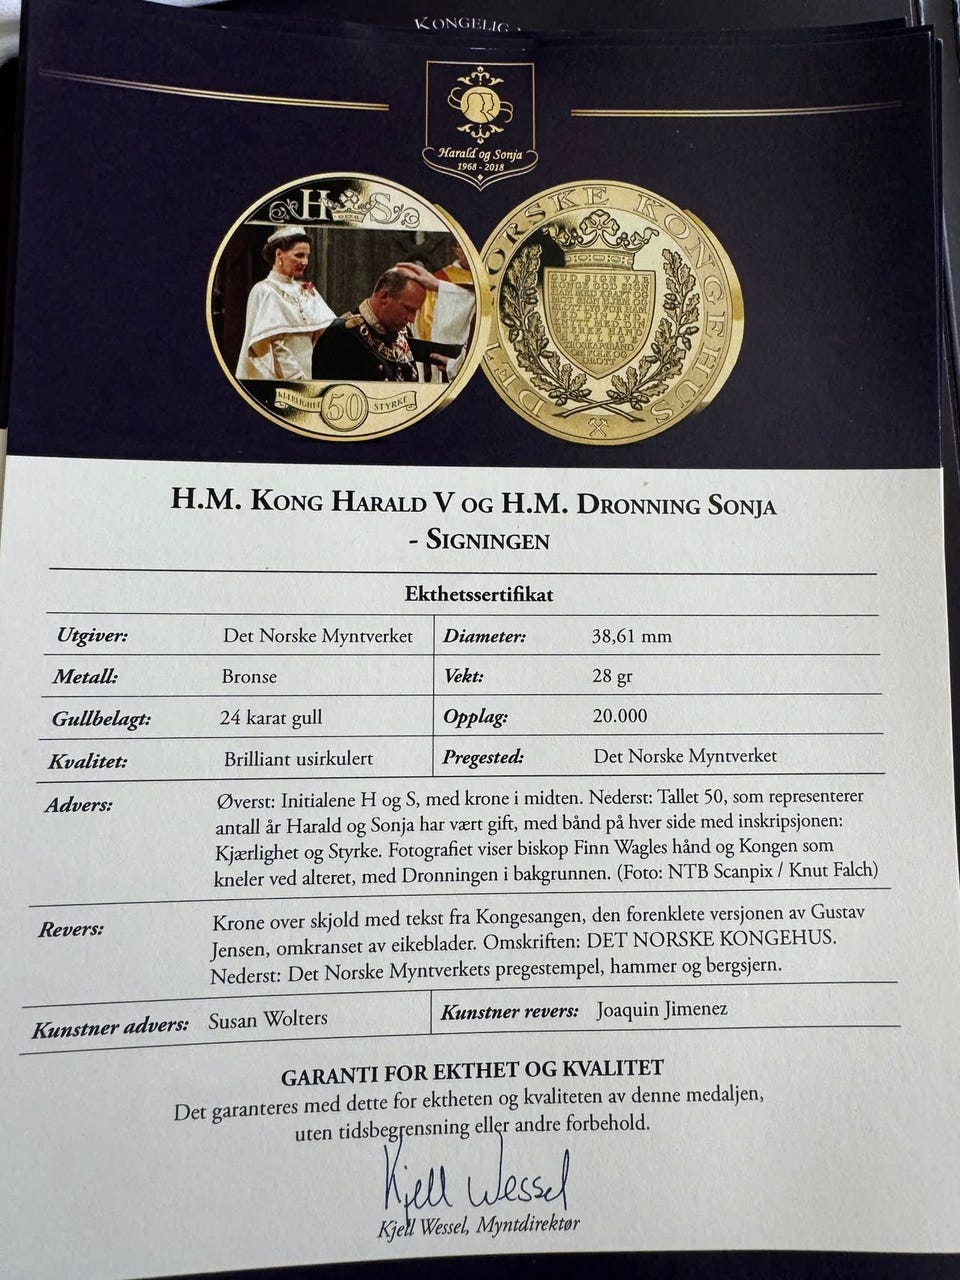 KONGELIG
Harald og Sonja
1968 - 2018
H S
KJÆRLIGHET 50 STYRKE
DET NORSKE KONGEHUS
GUD SIGN VÅR
KONGE GOD
H.M. KONG HARALD V OG H.M. DRONNING SONJA
- SIGNINGEN
Ekthetssertifikat
Utgiver: Det Norske Myntverket Diameter: 38,61 mm
Metall: Bronse Vekt: 28 gr
Gullbelagt: 24 karat gull Opplag: 20.000
Kvalitet: Brilliant usirkulert Pregested: Det Norske Myntverket
Advers: Øverst: Initialene H og S, med krone i midten. Nederst: Tallet 50, som representerer
antall år Harald og Sonja har vært gift, med bånd på hver side med inskripsjonen:
Kjærlighet og Styrke. Fotografiet viser biskop Finn Wagles hånd og Kongen som
kneler ved alteret, med Dronningen i bakgrunnen. (Foto: NTB Scanpix / Knut Falch)
Revers: Krone over skjold med tekst fra Kongesangen, den forenklete versjonen av Gustav
Jensen, omkranset av eikeblader. Omskriften: DET NORSKE KONGEHUS.
Nederst: Det Norske Myntverkets pregestempel, hammer og bergsjern.
Kunstner advers: Susan Wolters Kunstner revers: Joaquin Jimenez
GARANTI FOR EKTHET OG KVALITET
Det garanteres med dette for ektheten og kvaliteten av denne medaljen,
uten tidsbegrensning eller andre forbehold.
Kjell Wessel
Kjell Wessel, Myntdirektør